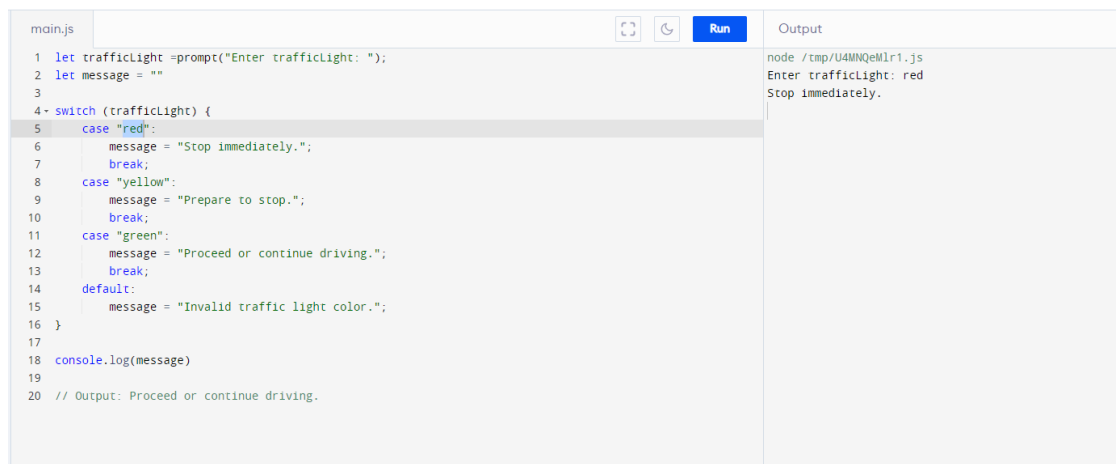 main.js Run Output
1 let trafficLight =prompt("Enter trafficLight: ");
2 let message = ""
3
4 switch (trafficLight) {
5 case "red":
6 message = "Stop immediately.";
7 break;
8 case "yellow":
9 message = "Prepare to stop.";
10 break;
11 case "green":
12 message = "Proceed or continue driving.";
13 break;
14 default:
15 message = "Invalid traffic light color.";
16 }
17
18 console.log(message)
19
20 // Output: Proceed or continue driving.
node /tmp/U4MNQeMlr1.js
Enter trafficLight: red
Stop immediately.